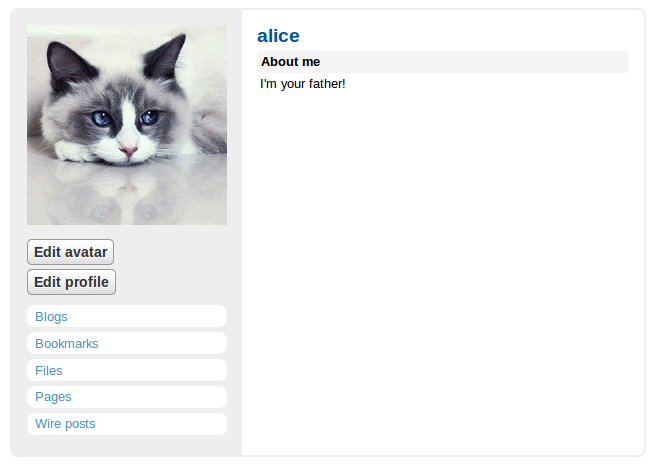 alice
About me
I'm your father!
Edit avatar
Edit profile
Blogs
Bookmarks
Files
Pages
Wire posts